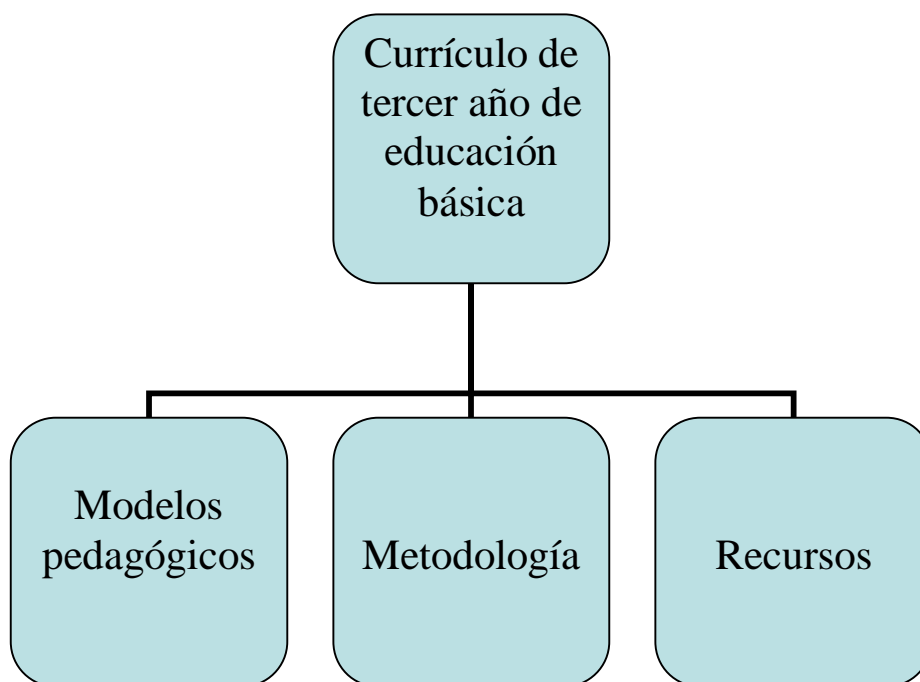 Currículo de
tercer año de
educación
básica
Modelos
pedagógicos
Metodología
Recursos